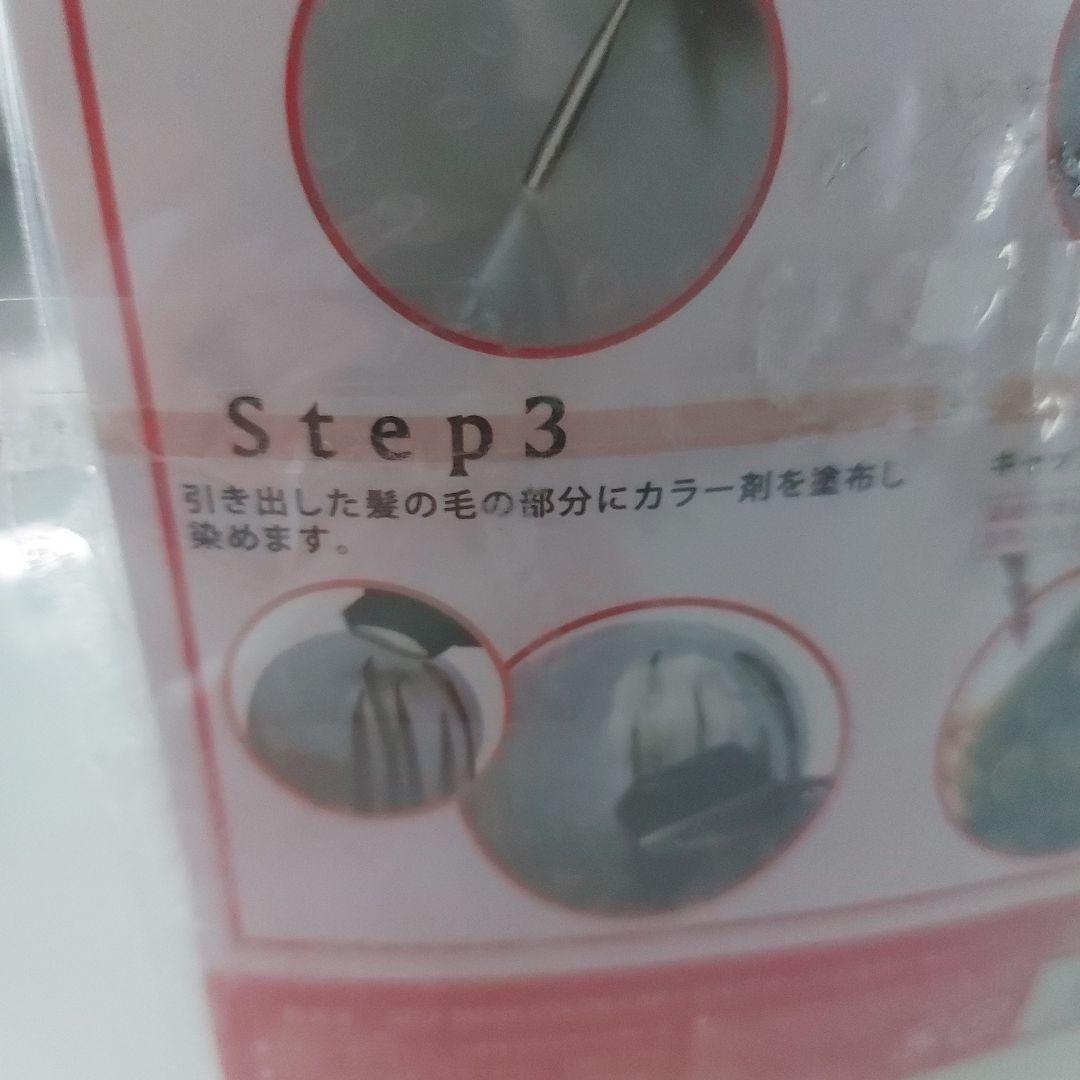 Step3
引き出した髪の毛の部分にカラー剤を塗布し
染めます。